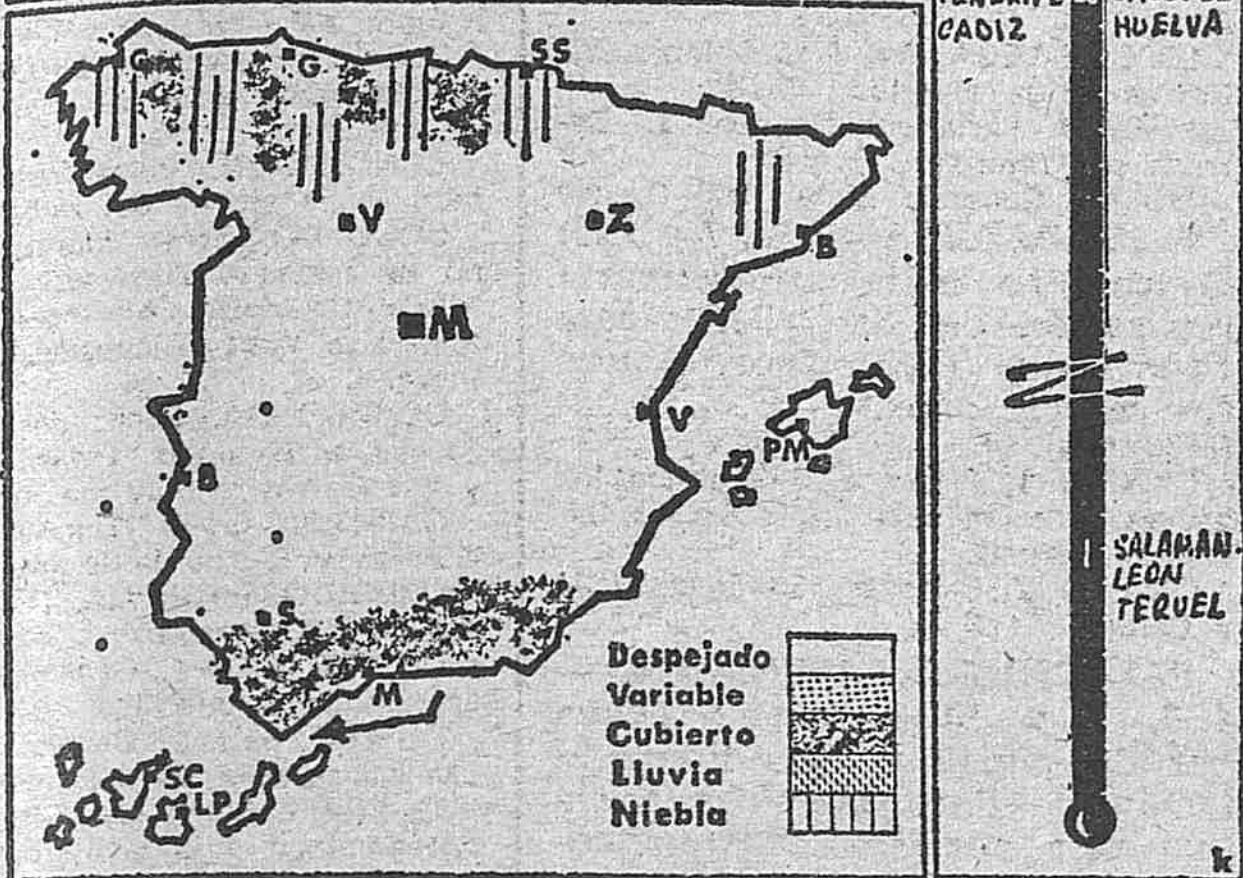 C
G
SS
V
Z
B
M
V
PM
B
S
M
SC
LP
Despejado
Variable
Cubierto
Lluvia
Niebla
CADIZ
HUELVA
SALAMAN-
LEON
TERUEL
k